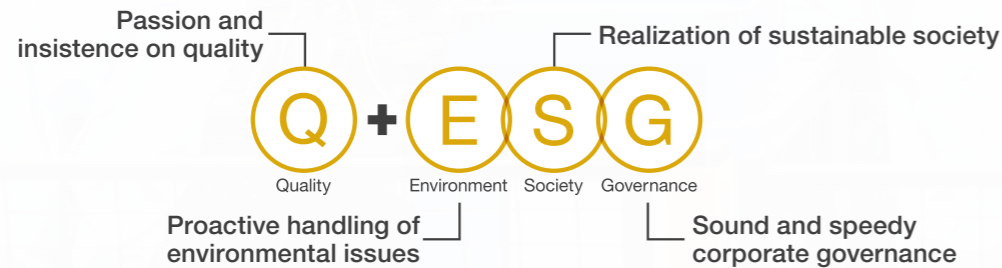 Passion and
insistence on quality
Realization of sustainable society
Q + E S G
Quality Environment Society Governance
Proactive handling of
environmental issues
Sound and speedy
corporate governance